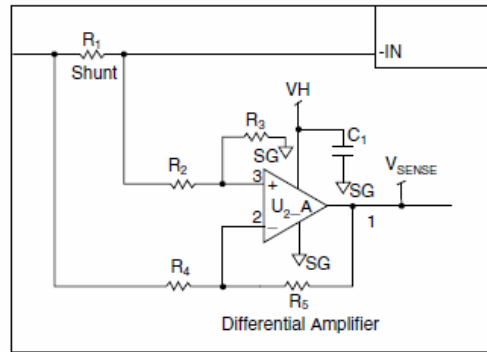 R1
Shunt
-IN
VH
R3
SG
C1
R2
3
+
SG
VSENSE
U2_A
2
–
1
SG
R4
R5
Differential Amplifier